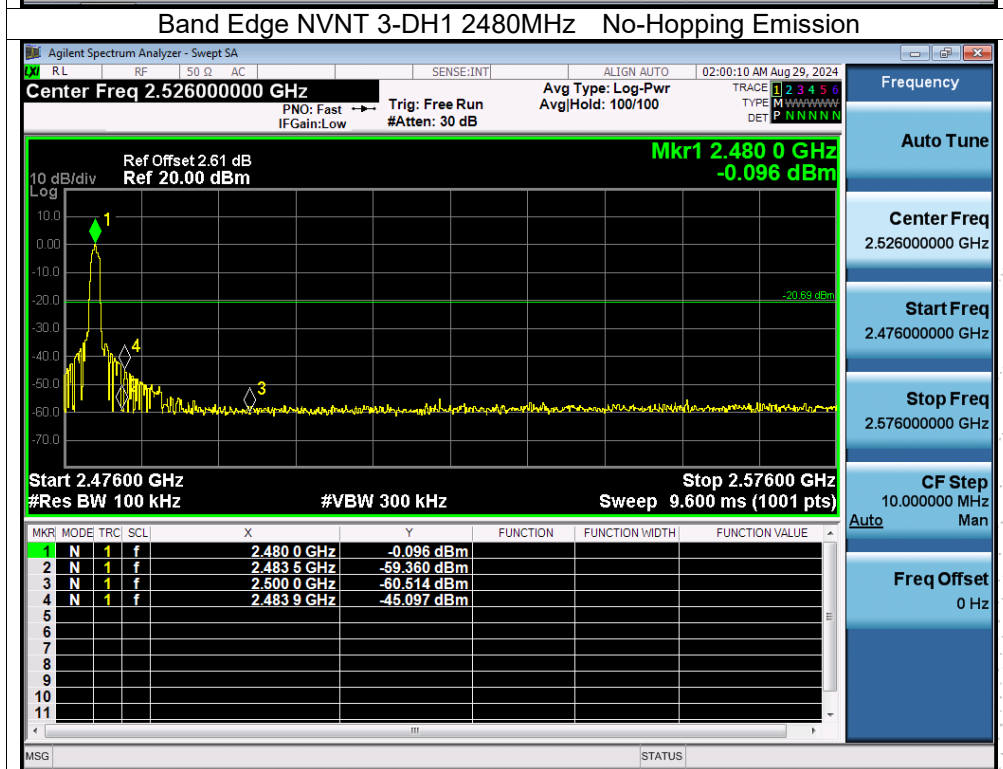 Band Edge NVNT 3-DH1 2480MHz No-Hopping Emission
Agilent Spectrum Analyzer - Swept SA
LXI RL RF 50 Ω AC SENSE:INT ALIGN AUTO 02:00:10 AM Aug 29, 2024
Center Freq 2.526000000 GHz
PNO: Fast
IFGain:Low
Trig: Free Run
#Atten: 30 dB
Avg Type: Log-Pwr
Avg|Hold: 100/100
TRACE 1 2 3 4 5 6
TYPE M WWWWW
DET P N N N N N
Mkr1 2.480 0 GHz
-0.096 dBm
Ref Offset 2.61 dB
10 dB/div Ref 20.00 dBm
Log
10.0
0.00
-10.0
-20.0
-30.0
-40.0
-50.0
-60.0
-70.0
1
4
2
3
-20.69 dBm
Start 2.47600 GHz Stop 2.57600 GHz
#Res BW 100 kHz #VBW 300 kHz Sweep 9.600 ms (1001 pts)
MKR MODE TRC SCL X Y FUNCTION FUNCTION WIDTH FUNCTION VALUE
1 N 1 f 2.480 0 GHz -0.096 dBm
2 N 1 f 2.483 5 GHz -59.360 dBm
3 N 1 f 2.500 0 GHz -60.514 dBm
4 N 1 f 2.483 9 GHz -45.097 dBm
5
6
7
8
9
10
11
MSG STATUS
Frequency
Auto Tune
Center Freq
2.526000000 GHz
Start Freq
2.476000000 GHz
Stop Freq
2.576000000 GHz
CF Step
10.000000 MHz
Auto Man
Freq Offset
0 Hz